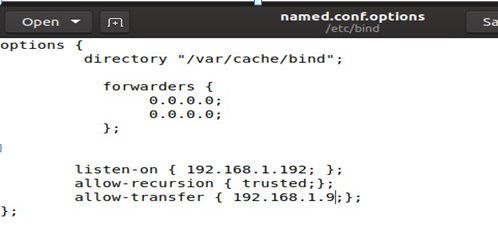 Open
named.conf.options
/etc/bind
Sa
options {
directory "/var/cache/bind";
forwarders {
0.0.0.0;
0.0.0.0;
};
listen-on { 192.168.1.192; };
allow-recursion { trusted;};
allow-transfer { 192.168.1.9;};
};